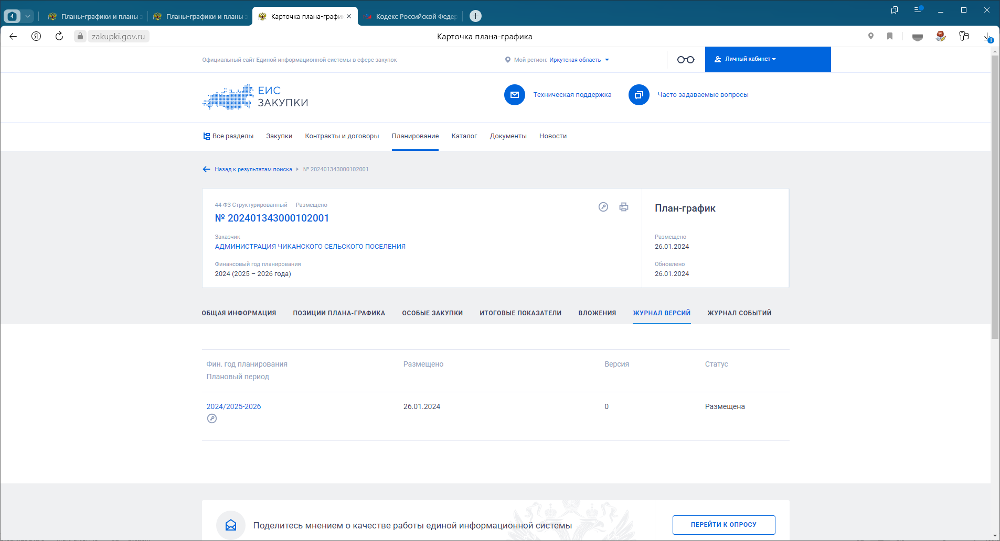 4
Планы-графики и планы з
Планы-графики и планы з
Карточка плана-графи
Кодекс Российской Федер
zakupki.gov.ru
Карточка плана-графика
1
Официальный сайт Единой информационной системы в сфере закупок
Мой регион: Иркутская область
Личный кабинет
ЕИС
ЗАКУПКИ
Техническая поддержка
Часто задаваемые вопросы
Все разделы
Закупки
Контракты и договоры
Планирование
Каталог
Документы
Новости
Назад к результатам поиска
№ 202401343000102001
44-ФЗ Структурированный
Размещено
№ 202401343000102001
Заказчик
АДМИНИСТРАЦИЯ ЧИКАНСКОГО СЕЛЬСКОГО ПОСЕЛЕНИЯ
Финансовый год планирования
2024 (2025 – 2026 года)
План-график
Размещено
26.01.2024
Обновлено
26.01.2024
ОБЩАЯ ИНФОРМАЦИЯ
ПОЗИЦИИ ПЛАНА-ГРАФИКА
ОСОБЫЕ ЗАКУПКИ
ИТОГОВЫЕ ПОКАЗАТЕЛИ
ВЛОЖЕНИЯ
ЖУРНАЛ ВЕРСИЙ
ЖУРНАЛ СОБЫТИЙ
Фин. год планирования
Плановый период
Размещено
Версия
Статус
2024/2025-2026
26.01.2024
0
Размещена
Поделитесь мнением о качестве работы единой информационной системы
ПЕРЕЙТИ К ОПРОСУ